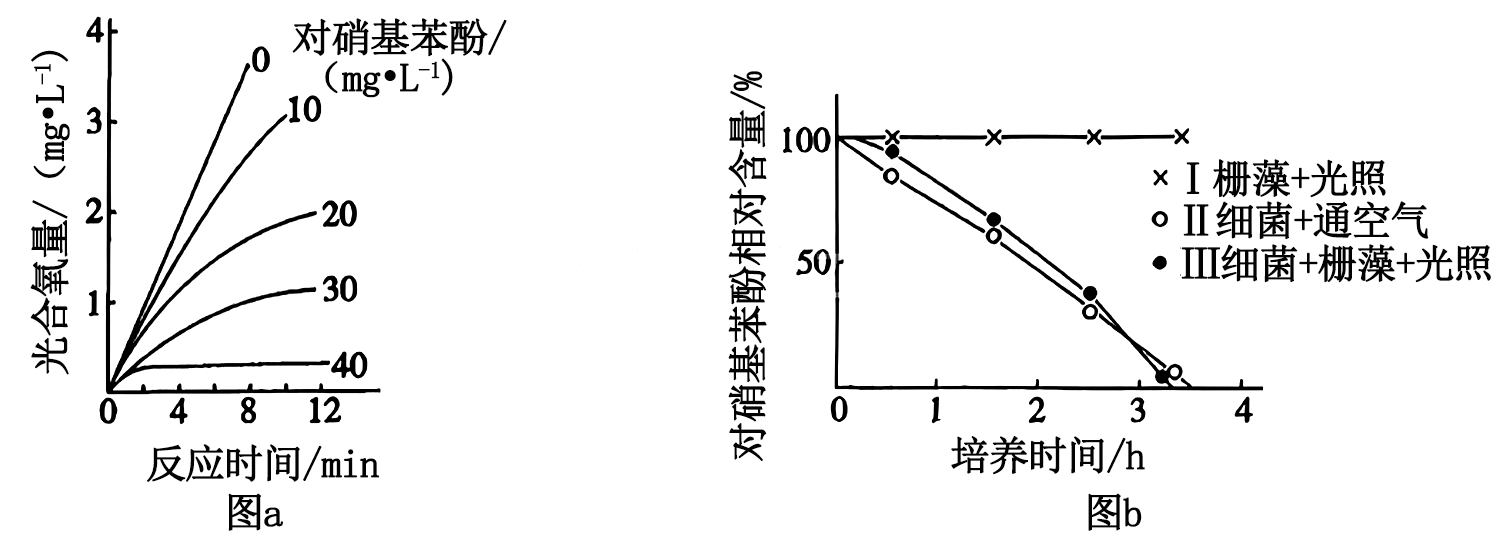 对硝基苯酚/
(mg•L⁻¹)
光合氧量/(mg•L⁻¹)
4
3
2
1
0
10
20
30
40
0 4 8 12
反应时间/min
图a
对硝基苯酚相对含量/%
100
50
× Ⅰ栅藻+光照
○ Ⅱ细菌+通空气
● Ⅲ细菌+栅藻+光照
0 1 2 3 4
培养时间/h
图b